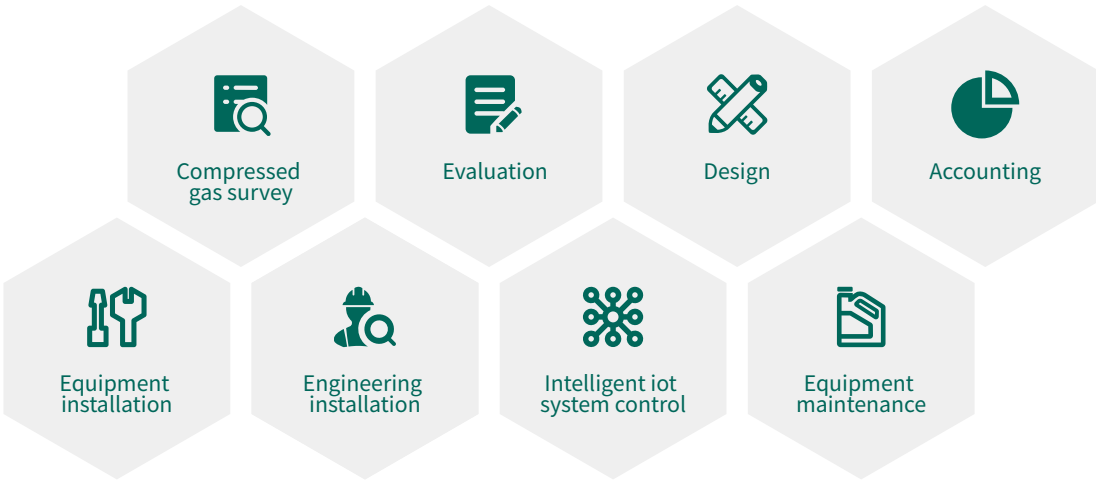 Compressed
gas survey
Evaluation
Design
Accounting
Equipment
installation
Engineering
installation
Intelligent iot
system control
Equipment
maintenance